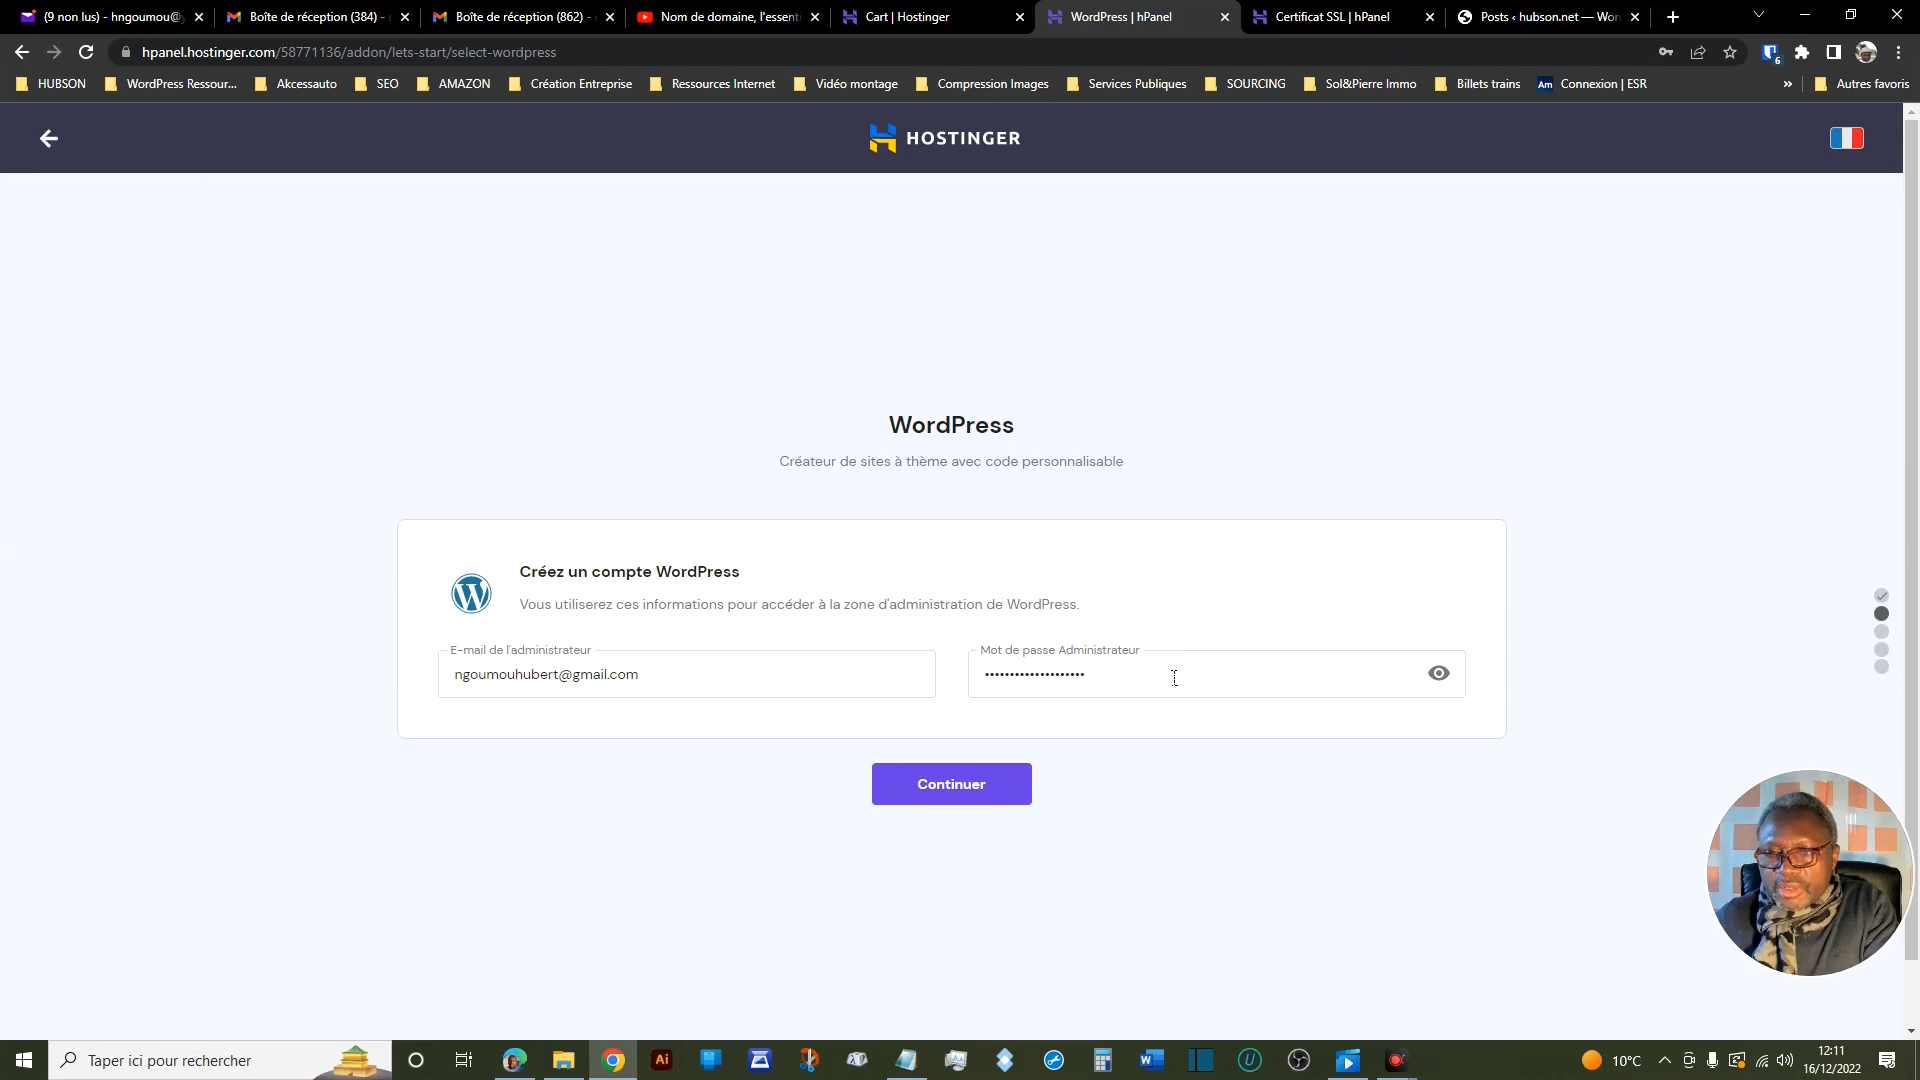 (9 non lus) - hngoumou@y
Boîte de réception (384) -
Boîte de réception (862) -
Nom de domaine, l'essenti
Cart | Hostinger
WordPress | hPanel
Certificat SSL | hPanel
Posts ‹ hubson.net — Wor
hpanel.hostinger.com/58771136/addon/lets-start/select-wordpress
6
HUBSON
WordPress Ressour...
Akcessauto
SEO
AMAZON
Création Entreprise
Ressources Internet
Vidéo montage
Compression Images
Services Publiques
SOURCING
Sol&Pierre Immo
Billets trains
Am Connexion | ESR
»
Autres favoris
HOSTINGER
WordPress
Créateur de sites à thème avec code personnalisable
Créez un compte WordPress
Vous utiliserez ces informations pour accéder à la zone d'administration de WordPress.
E-mail de l'administrateur
ngoumouhubert@gmail.com
Mot de passe Administrateur
••••••••••••••••••••
Continuer
Taper ici pour rechercher
Ai
10°C
12:11
16/12/2022